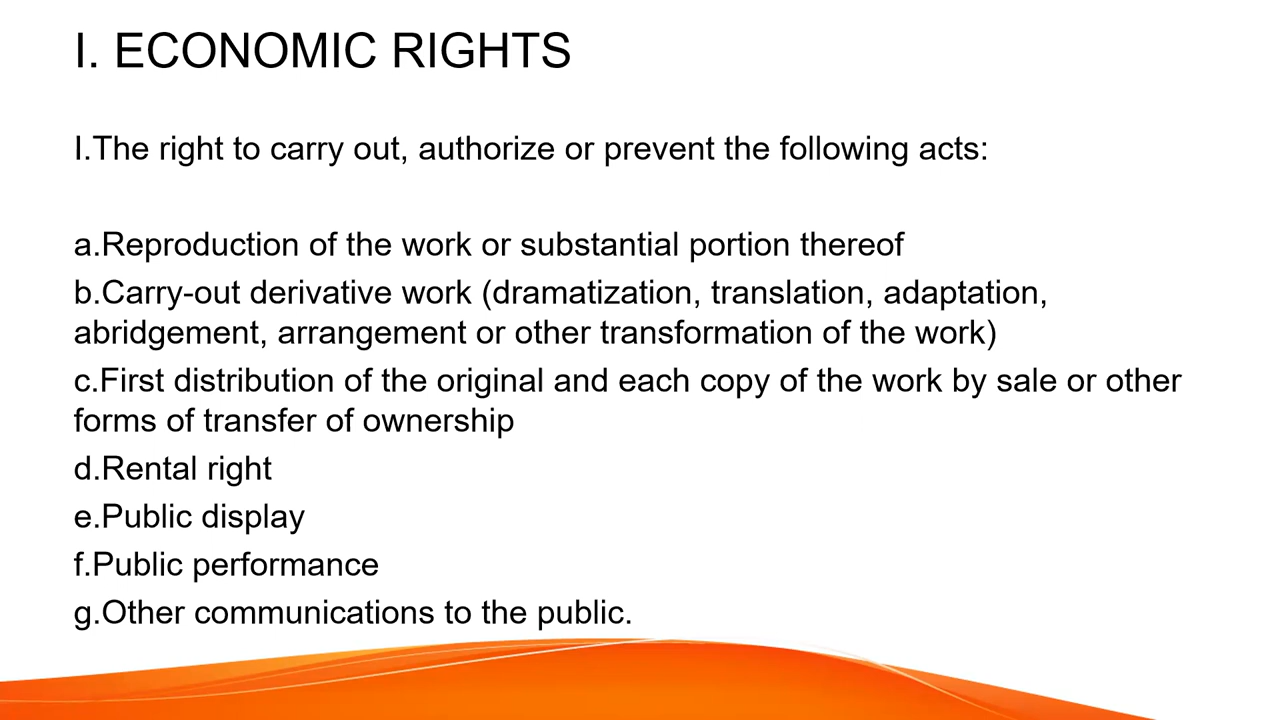 I. ECONOMIC RIGHTS
I.The right to carry out, authorize or prevent the following acts:
a.Reproduction of the work or substantial portion thereof
b.Carry-out derivative work (dramatization, translation, adaptation,
abridgement, arrangement or other transformation of the work)
c.First distribution of the original and each copy of the work by sale or other
forms of transfer of ownership
d.Rental right
e.Public display
f.Public performance
g.Other communications to the public.